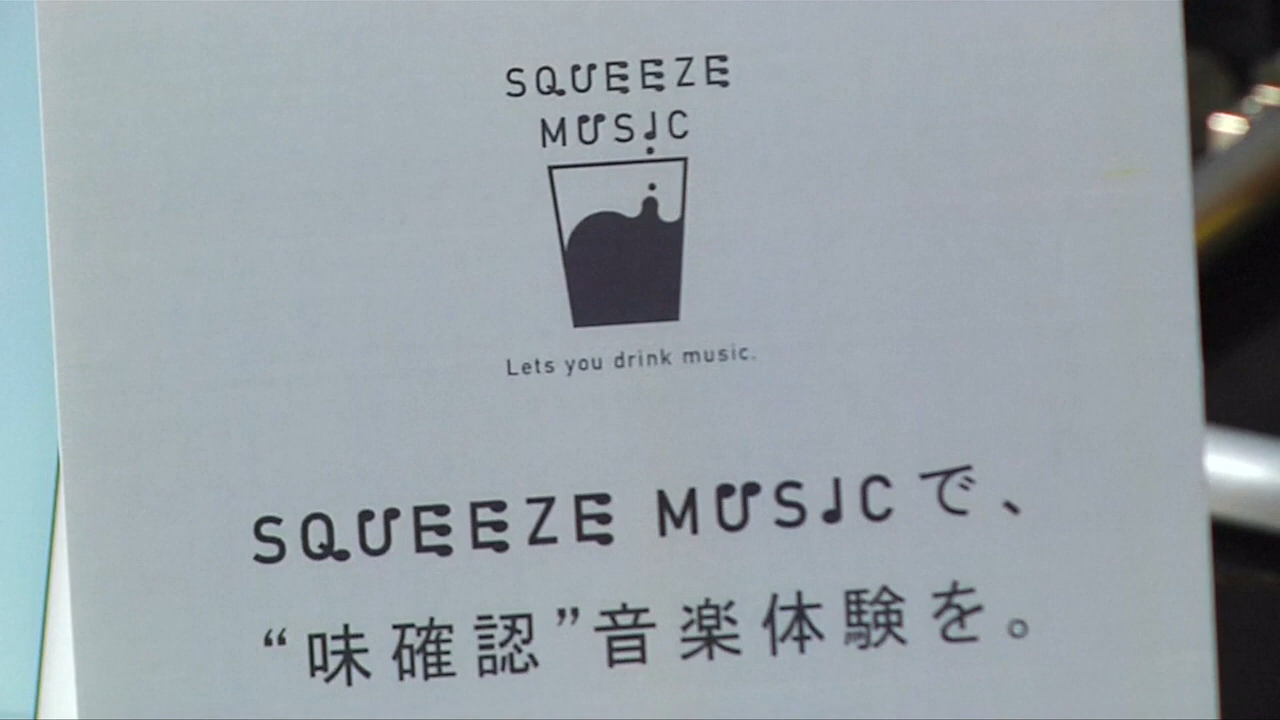 SQUEEZE
MUSIC
Lets you drink music.
SQUEEZE MUSICで、
“味確認”音楽体験を。